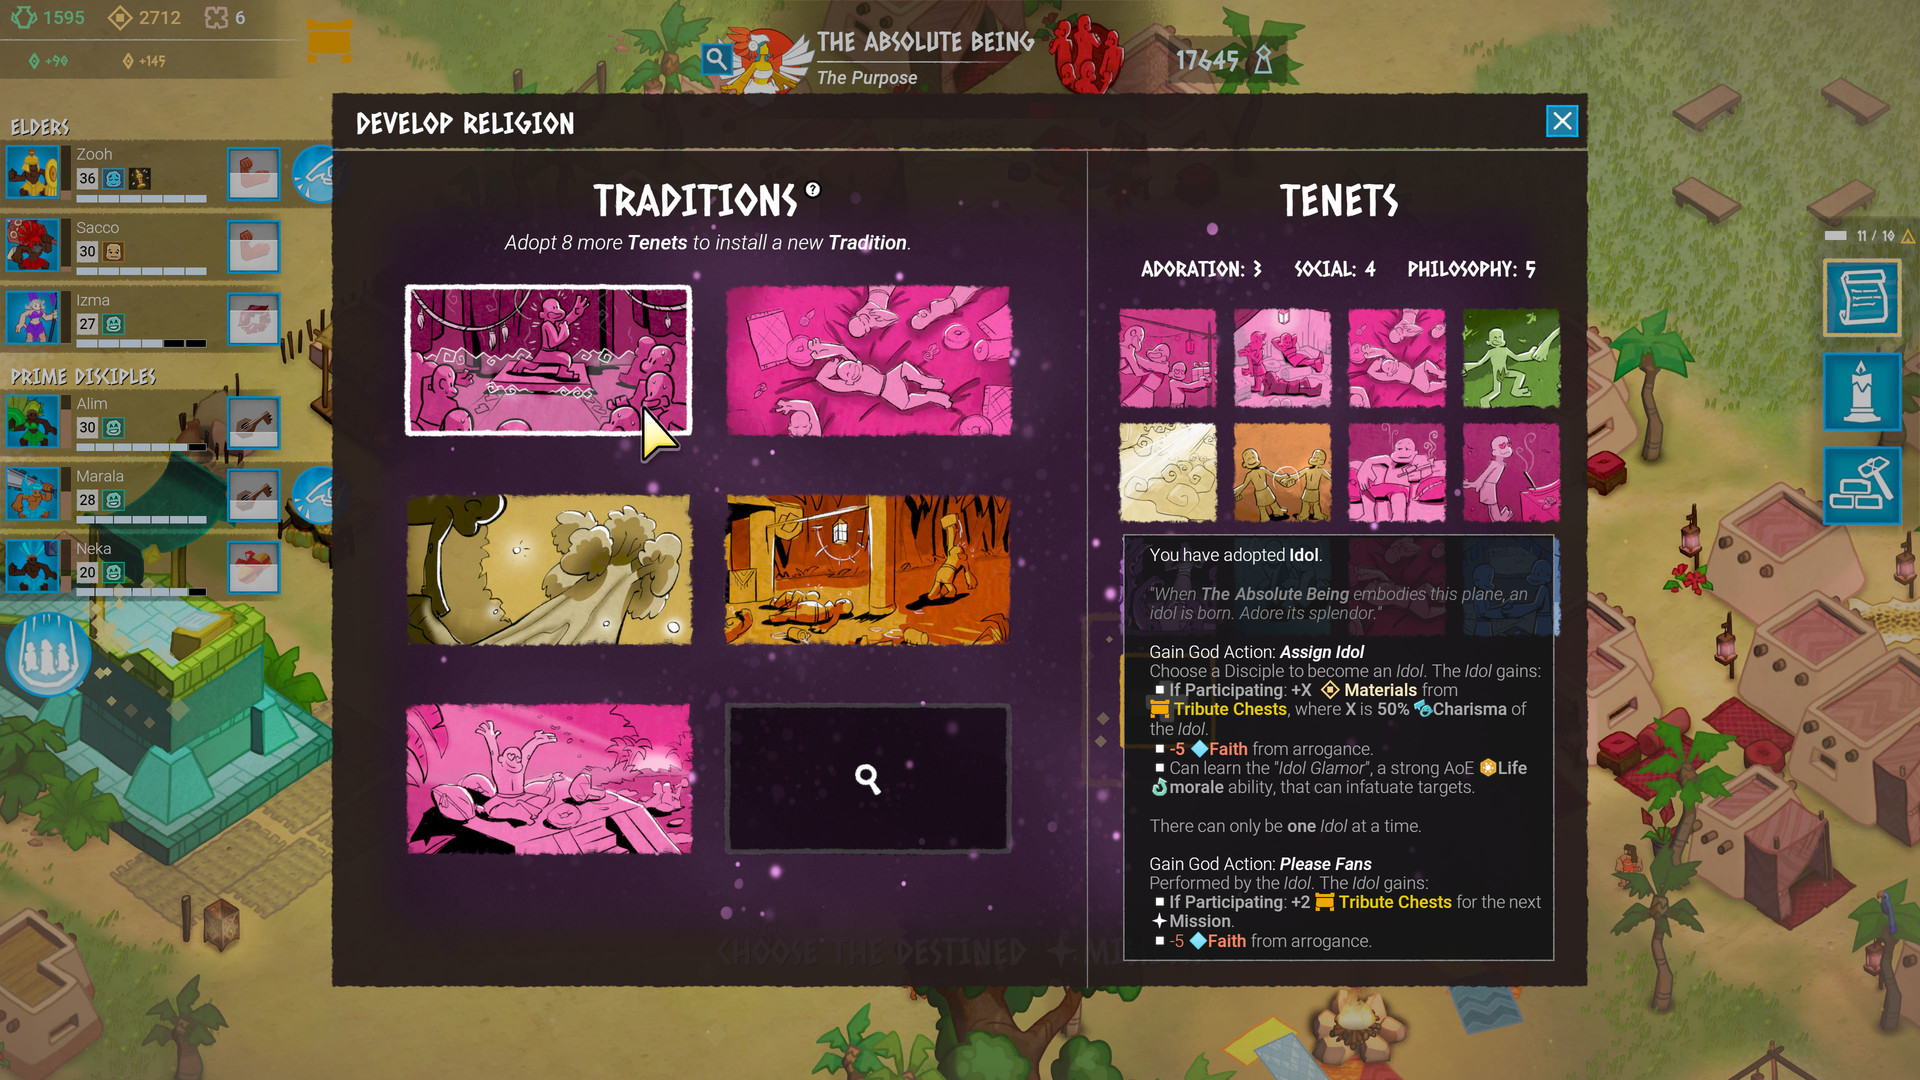 1595 2712 6
+90 +145
THE ABSOLUTE BEING
The Purpose
17645
ELDERS
Zooh
36
Sacco
30
Izma
27
PRIME DISCIPLES
Alim
30
Marala
28
Neka
20
DEVELOP RELIGION
TRADITIONS ?
Adopt 8 more Tenets to install a new Tradition.
TENETS
ADORATION: 3 SOCIAL: 4 PHILOSOPHY: 5
You have adopted Idol.
"When The Absolute Being embodies this plane, an
idol is born. Adore its splendor."
Gain God Action: Assign Idol
Choose a Disciple to become an Idol. The Idol gains:
If Participating: +X Materials from
Tribute Chests, where X is 50% Charisma of
the Idol.
-5 Faith from arrogance.
Can learn the "Idol Glamor", a strong AoE Life
morale ability, that can infatuate targets.
There can only be one Idol at a time.
Gain God Action: Please Fans
Performed by the Idol. The Idol gains:
If Participating: +2 Tribute Chests for the next
Mission.
-5 Faith from arrogance.
CHOOSE THE DESTINED
11 / 10